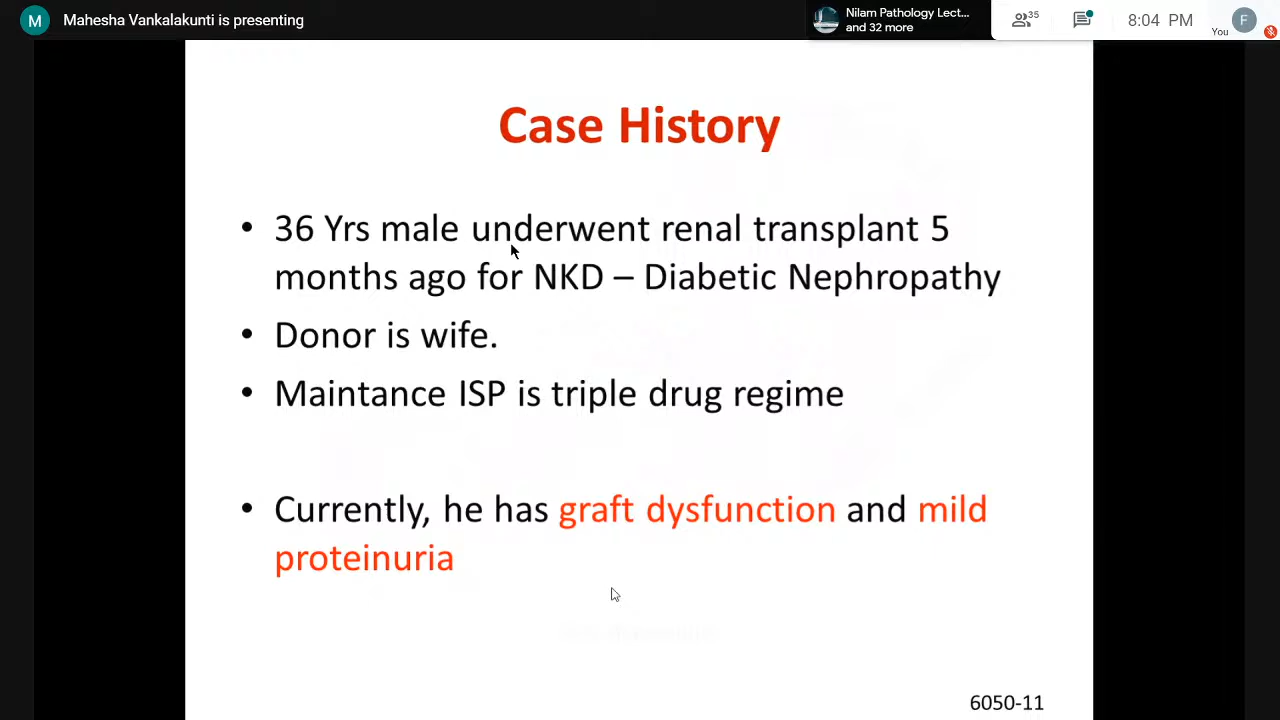 M Mahesha Vankalakunti is presenting
Nilam Pathology Lect...
and 32 more
35
8:04 PM
You
F
Case History
• 36 Yrs male underwent renal transplant 5
months ago for NKD – Diabetic Nephropathy
• Donor is wife.
• Maintance ISP is triple drug regime
• Currently, he has graft dysfunction and mild
proteinuria
6050-11